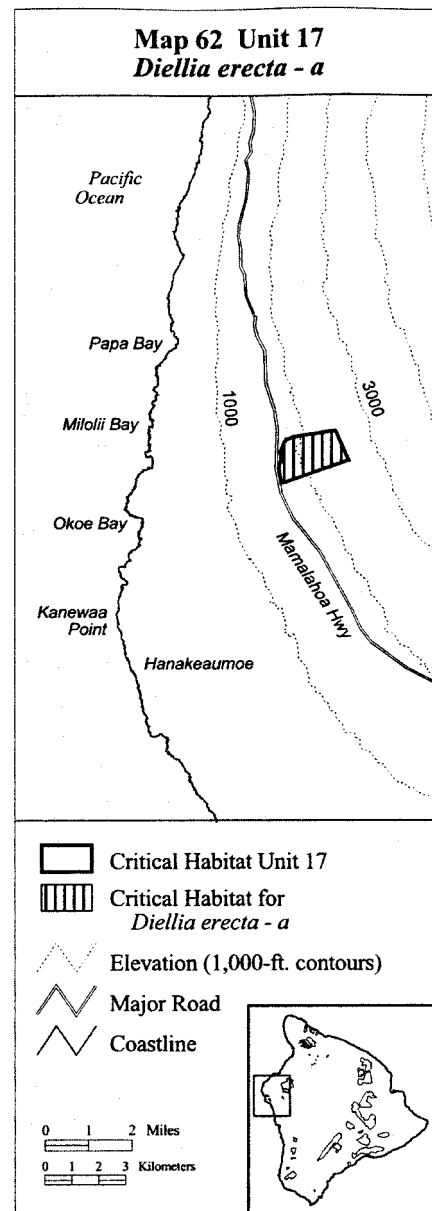 Map 62 Unit 17
Diellia erecta - a
Pacific
Ocean
Papa Bay
1000
3000
Milolii Bay
Okoe Bay
Mamalahoa Hwy
Kanewaa
Point
Hanakeaumoe
Critical Habitat Unit 17
Critical Habitat for
Diellia erecta - a
Elevation (1,000-ft. contours)
Major Road
Coastline
0 1 2 Miles
0 1 2 3 Kilometers